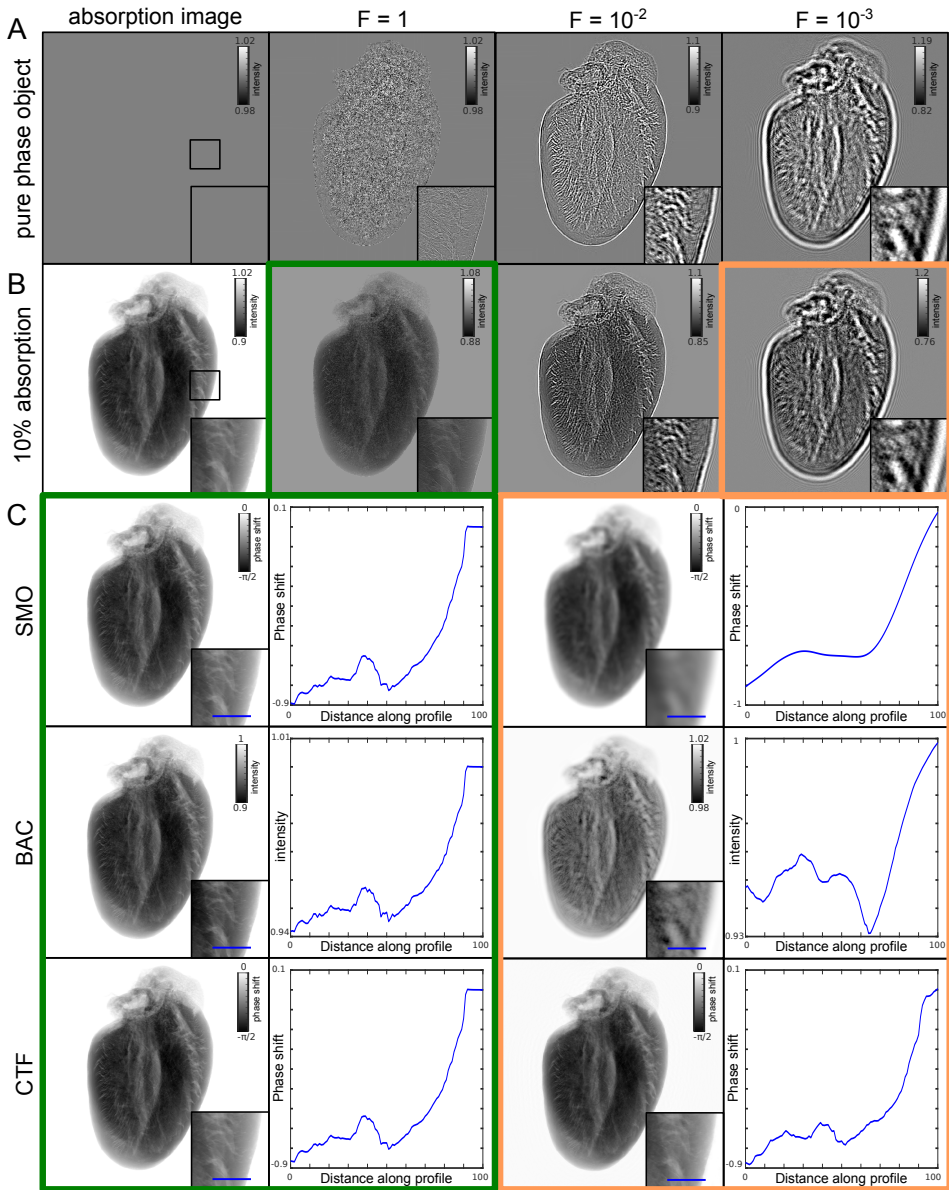 absorption image F = 1 F = 10-2 F = 10-3
A
pure phase object
1.02
intensity
0.98
1.02
intensity
0.98
1.1
intensity
0.9
1.19
intensity
0.82
B
10% absorption
1.02
intensity
0.9
1.08
intensity
0.88
1.1
intensity
0.85
1.2
intensity
0.76
C
SMO
0
phase shift
-π/2
0.1
Phase shift
-0.9
0
Distance along profile
100
0
phase shift
-π/2
0
Phase shift
-1
0
Distance along profile
100
BAC
1
intensity
0.9
1.01
intensity
0.94
0
Distance along profile
100
1.02
intensity
0.98
1
intensity
0.93
0
Distance along profile
100
CTF
0
phase shift
-π/2
0.1
Phase shift
-0.9
0
Distance along profile
100
0
phase shift
-π/2
0.1
Phase shift
-0.9
0
Distance along profile
100